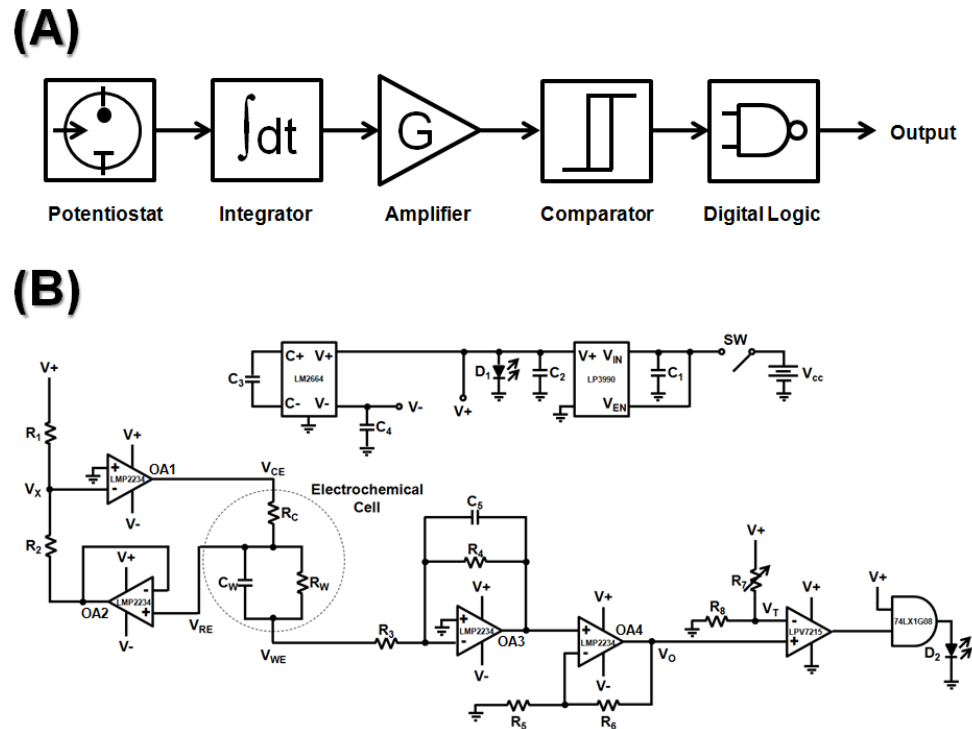 (A)
∫dt
G
Output
Potentiostat
Integrator
Amplifier
Comparator
Digital Logic
(B)
SW
C+ V+
LM2664
C- V-
C3
C4
V-
V+
D1
C2
V+ VIN
LP3990
VEN
C1
Vcc
V+
R1
VX
R2
V+
+
LMP2234
-
OA1
V-
VCE
Electrochemical
Cell
RC
CW
RW
V+
-
LMP2234
+
OA2
V-
VRE
VWE
R3
C5
R4
V+
+
LMP2234
-
OA3
V-
V+
+
LMP2234
-
OA4
V-
R5
R6
VO
V+
R7
R8
VT
V+
-
LPV7215
+
V+
74LX1G08
D2